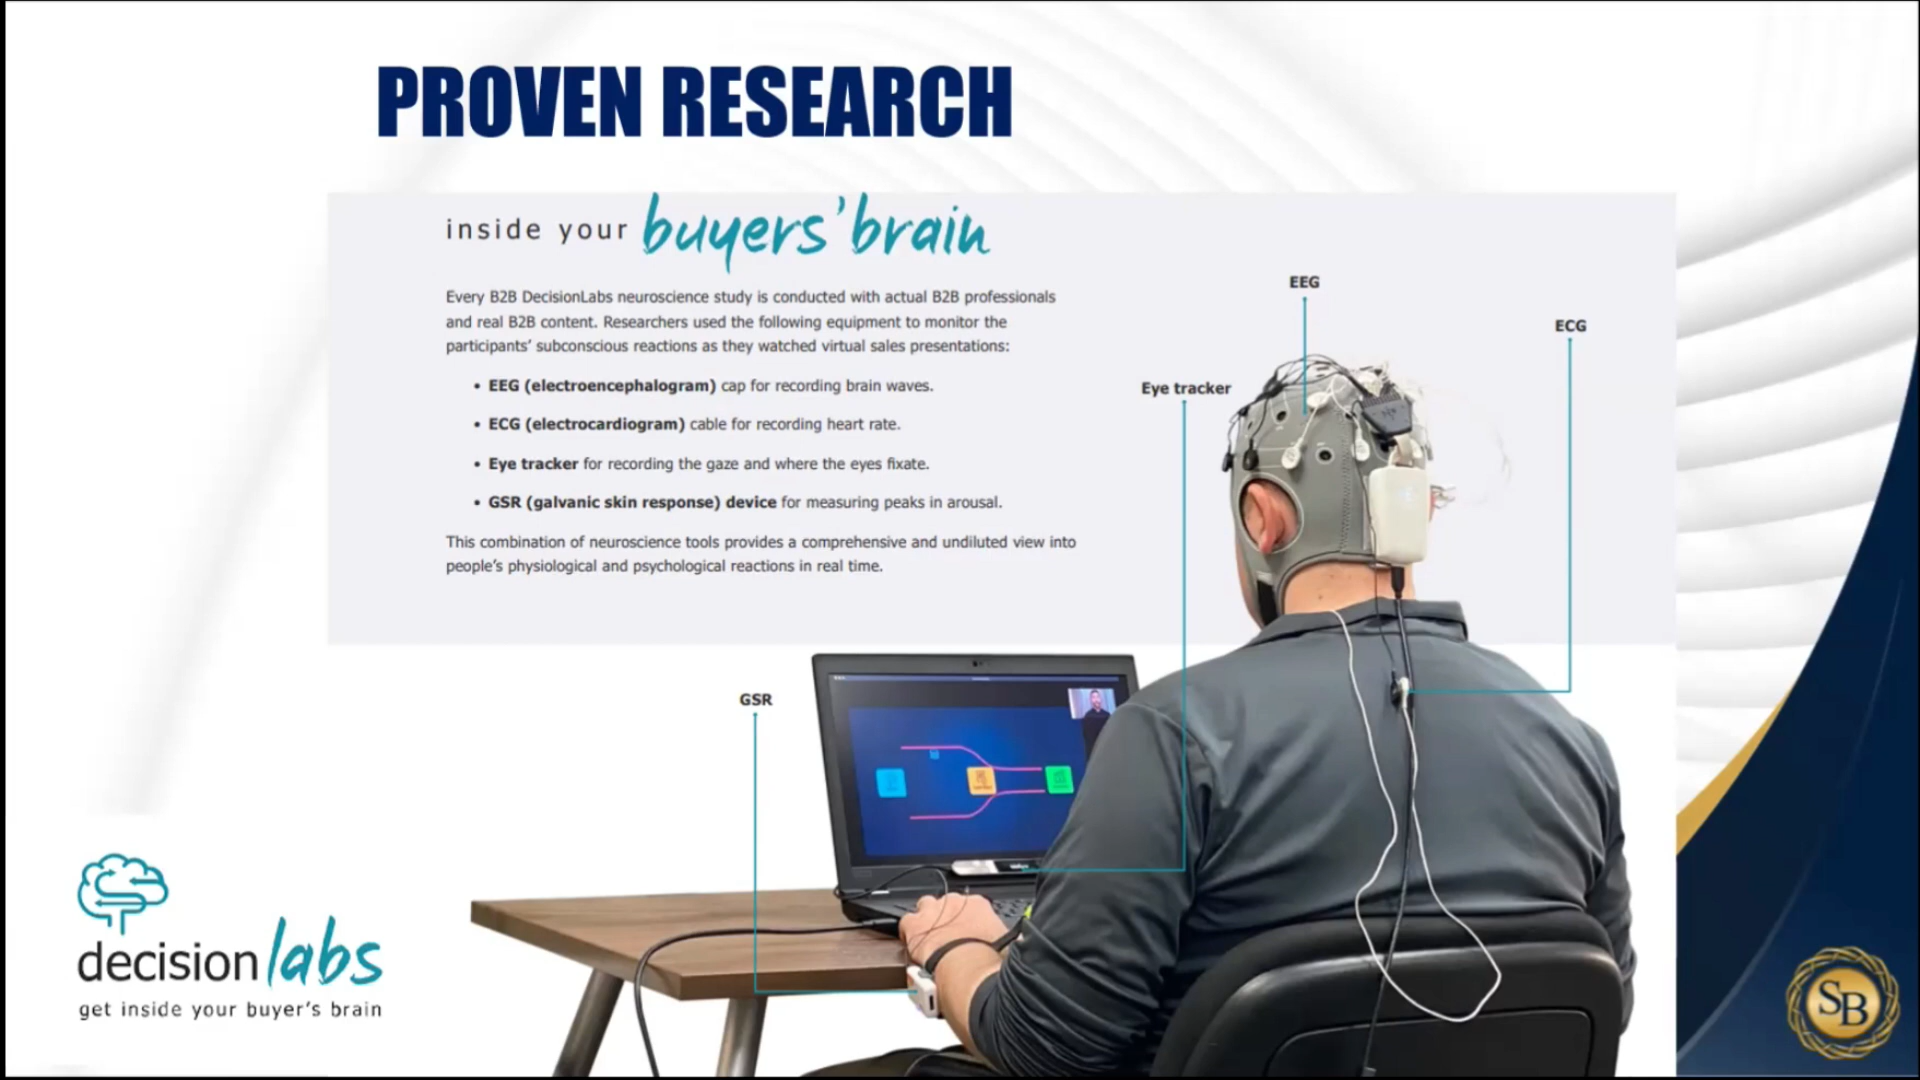 PROVEN RESEARCH
inside your buyers' brain
Every B2B DecisionLabs neuroscience study is conducted with actual B2B professionals
and real B2B content. Researchers used the following equipment to monitor the
participants' subconscious reactions as they watched virtual sales presentations:
• EEG (electroencephalogram) cap for recording brain waves.
• ECG (electrocardiogram) cable for recording heart rate.
• Eye tracker for recording the gaze and where the eyes fixate.
• GSR (galvanic skin response) device for measuring peaks in arousal.
This combination of neuroscience tools provides a comprehensive and undiluted view into
people's physiological and psychological reactions in real time.
EEG
ECG
Eye tracker
GSR
decision labs
get inside your buyer's brain
SB